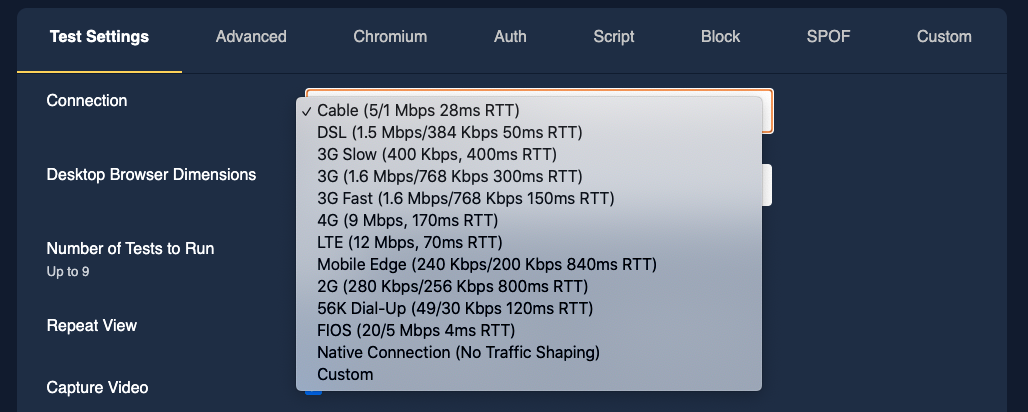 Test Settings Advanced Chromium Auth Script Block SPOF Custom
Connection
✓ Cable (5/1 Mbps 28ms RTT)
DSL (1.5 Mbps/384 Kbps 50ms RTT)
3G Slow (400 Kbps, 400ms RTT)
3G (1.6 Mbps/768 Kbps 300ms RTT)
3G Fast (1.6 Mbps/768 Kbps 150ms RTT)
4G (9 Mbps, 170ms RTT)
LTE (12 Mbps, 70ms RTT)
Mobile Edge (240 Kbps/200 Kbps 840ms RTT)
2G (280 Kbps/256 Kbps 800ms RTT)
56K Dial-Up (49/30 Kbps 120ms RTT)
FIOS (20/5 Mbps 4ms RTT)
Native Connection (No Traffic Shaping)
Custom
Desktop Browser Dimensions
Number of Tests to Run
Up to 9
Repeat View
Capture Video